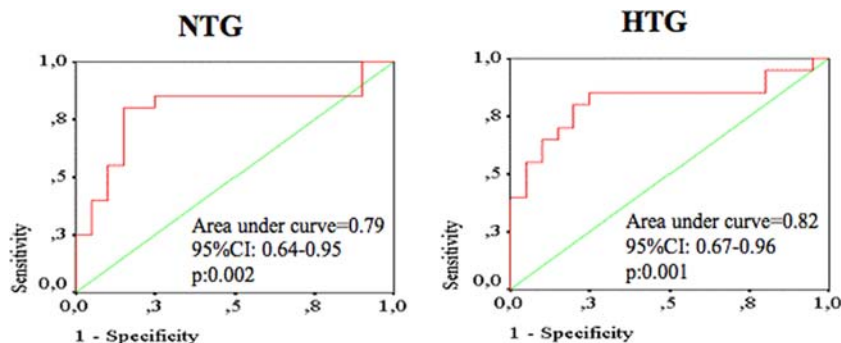 NTG
1,0
,8
,5
,3
0,0
Sensitivity
Area under curve=0.79
95%CI: 0.64-0.95
p:0.002
0,0
,3
,5
,8
1,0
1 - Specificity
HTG
1,0
,8
,5
,3
0,0
Sensitivity
Area under curve=0.82
95%CI: 0.67-0.96
p:0.001
0,0
,3
,5
,8
1,0
1 - Specificity